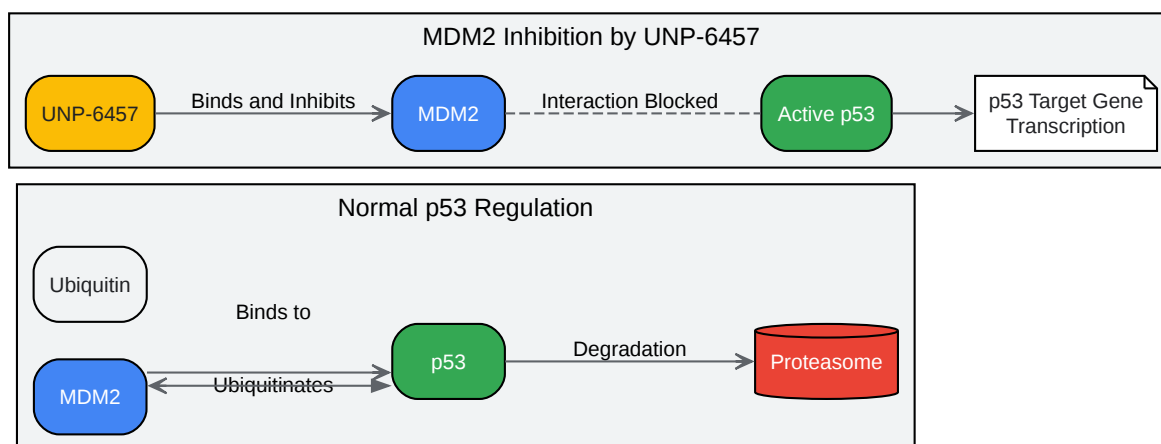 MDM2 Inhibition by UNP-6457
UNP-6457
Binds and Inhibits
MDM2
Interaction Blocked
Active p53
p53 Target Gene
Transcription
Normal p53 Regulation
Ubiquitin
Binds to
MDM2
Ubiquitinates
p53
Degradation
Proteasome